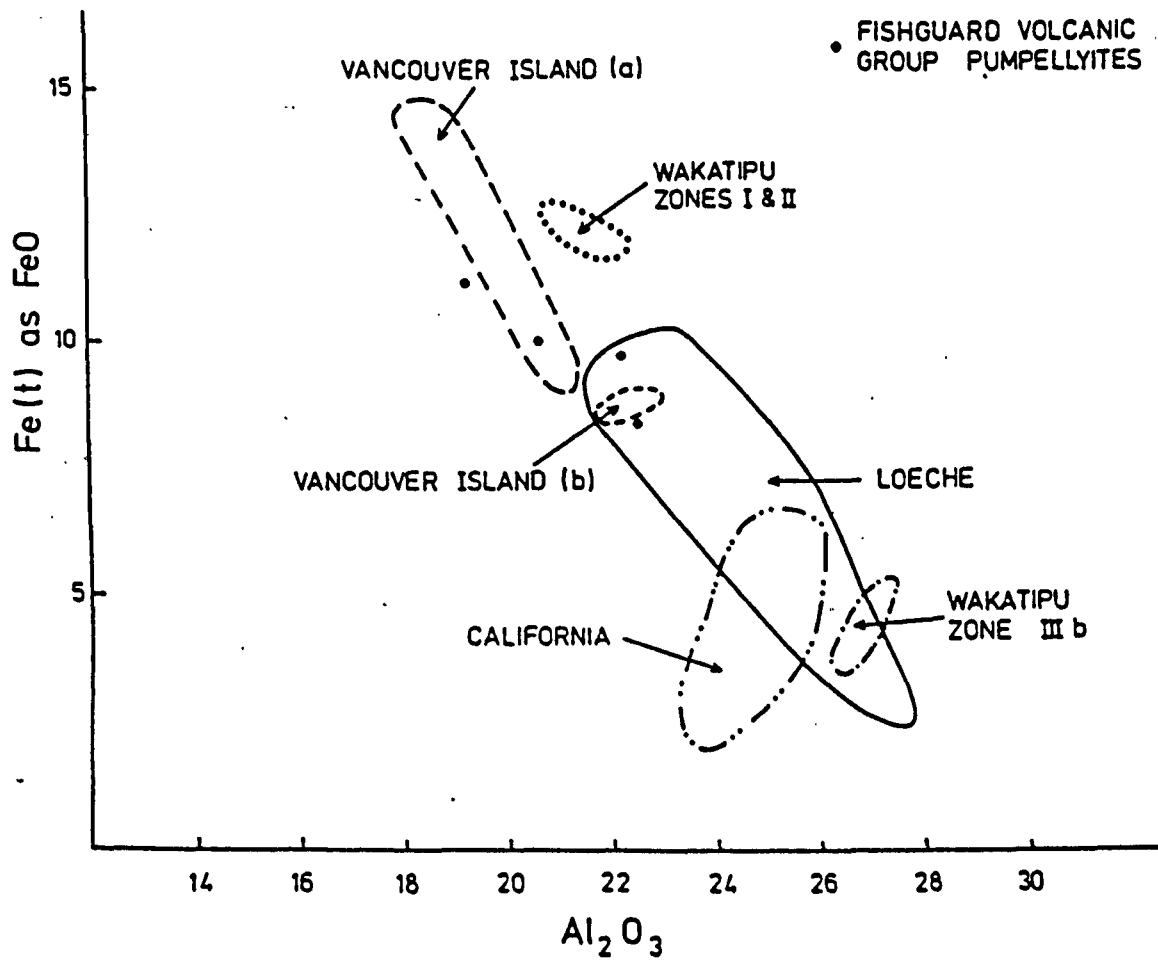 • FISHGUARD VOLCANIC
GROUP PUMPELLYITES
VANCOUVER ISLAND (a)
15
WAKATIPU
ZONES I & II
Fe(t) as FeO
10
VANCOUVER ISLAND (b)
LOECHE
5
WAKATIPU
ZONE III b
CALIFORNIA
14 16 18 20 22 24 26 28 30
Al₂O₃